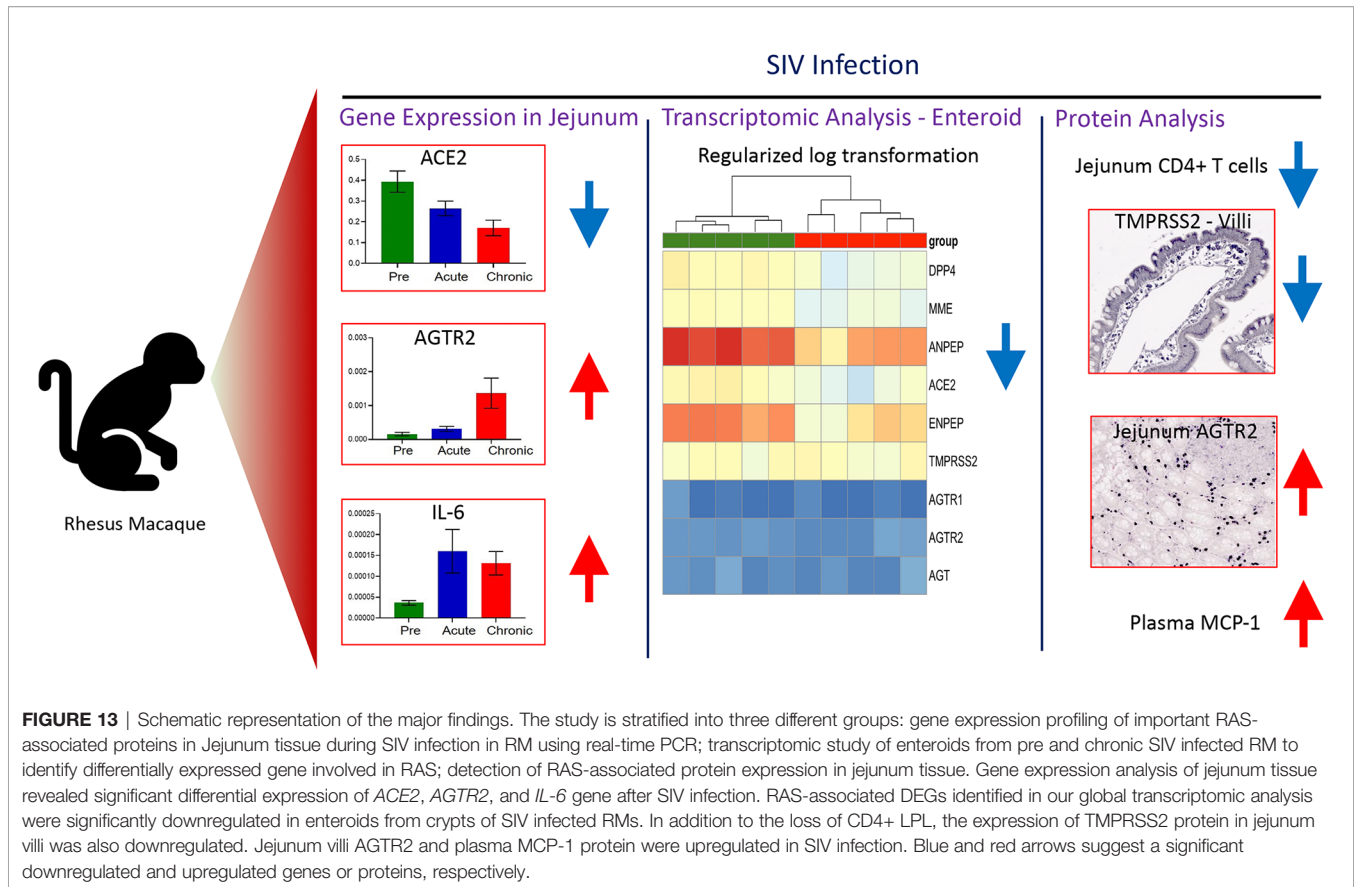 SIV Infection
Gene Expression in Jejunum
ACE2
0.5
0.4
0.3
0.2
0.1
0.0
Pre
Acute
Chronic
AGTR2
0.003
0.002
0.001
0.000
Pre
Acute
Chronic
IL-6
0.00025
0.00020
0.00015
0.00010
0.00005
0.00000
Pre
Acute
Chronic
Rhesus Macaque
Transcriptomic Analysis - Enteroid
Regularized log transformation
group
DPP4
MME
ANPEP
ACE2
ENPEP
TMPRSS2
AGTR1
AGTR2
AGT
Protein Analysis
Jejunum CD4+ T cells
TMPRSS2 - Villi
Jejunum AGTR2
Plasma MCP-1
FIGURE 13 | Schematic representation of the major findings. The study is stratified into three different groups: gene expression profiling of important RAS-
associated proteins in Jejunum tissue during SIV infection in RM using real-time PCR; transcriptomic study of enteroids from pre and chronic SIV infected RM to
identify differentially expressed gene involved in RAS; detection of RAS-associated protein expression in jejunum tissue. Gene expression analysis of jejunum tissue
revealed significant differential expression of ACE2, AGTR2, and IL-6 gene after SIV infection. RAS-associated DEGs identified in our global transcriptomic analysis
were significantly downregulated in enteroids from crypts of SIV infected RMs. In addition to the loss of CD4+ LPL, the expression of TMPRSS2 protein in jejunum
villi was also downregulated. Jejunum villi AGTR2 and plasma MCP-1 protein were upregulated in SIV infection. Blue and red arrows suggest a significant
downregulated and upregulated genes or proteins, respectively.